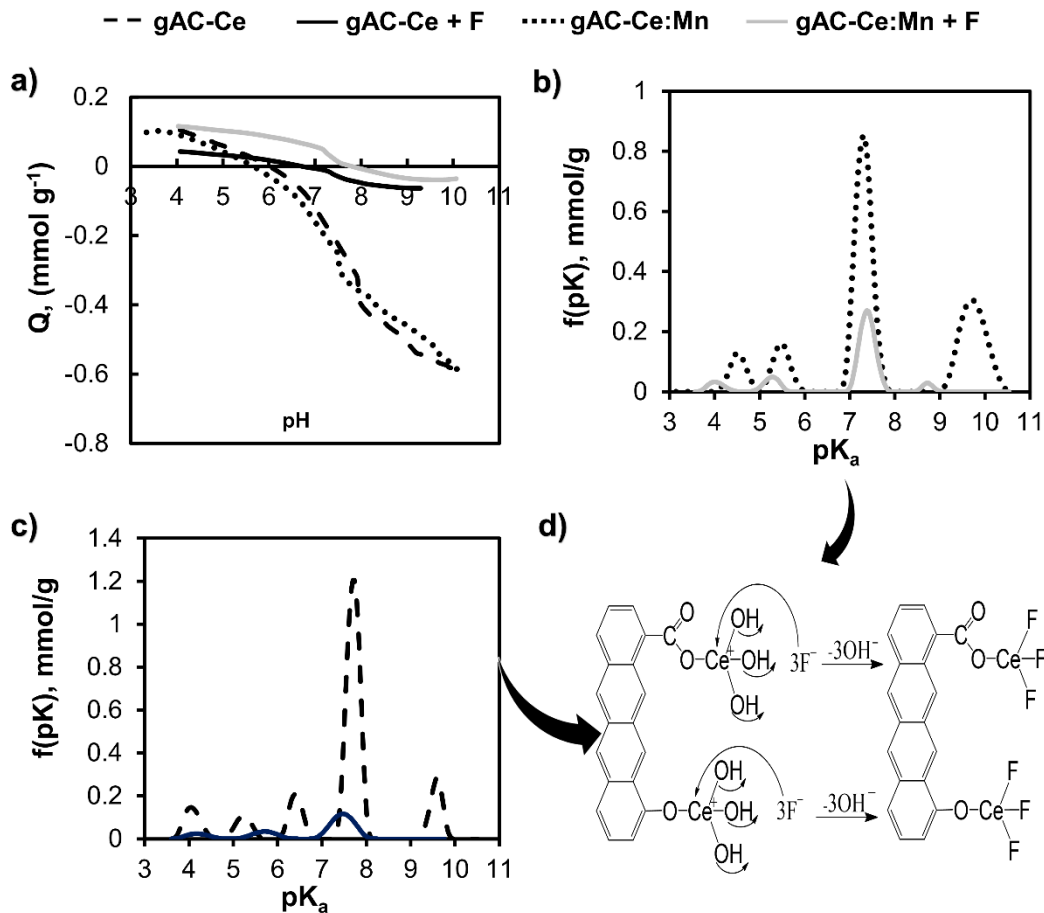 gAC-Ce gAC-Ce + F gAC-Ce:Mn gAC-Ce:Mn + F
a)
0.2
0.1
0
-0.2
-0.4
-0.6
-0.8
3 4 5 6 7 8 9 10 11
Q, (mmol g⁻¹)
pH
b)
1
0.8
0.6
0.4
0.2
0
3 4 5 6 7 8 9 10 11
f(pK), mmol/g
pKₐ
c)
1.4
1.2
1.0
0.8
0.6
0.4
0.2
0
3 4 5 6 7 8 9 10 11
f(pK), mmol/g
pKₐ
d)
O
C
O
Ce⁺
OH
OH
OH
3F⁻
-3OH⁻
O
C
O
Ce
F
F
F
O
Ce⁺
OH
OH
OH
3F⁻
-3OH⁻
O
Ce
F
F
F